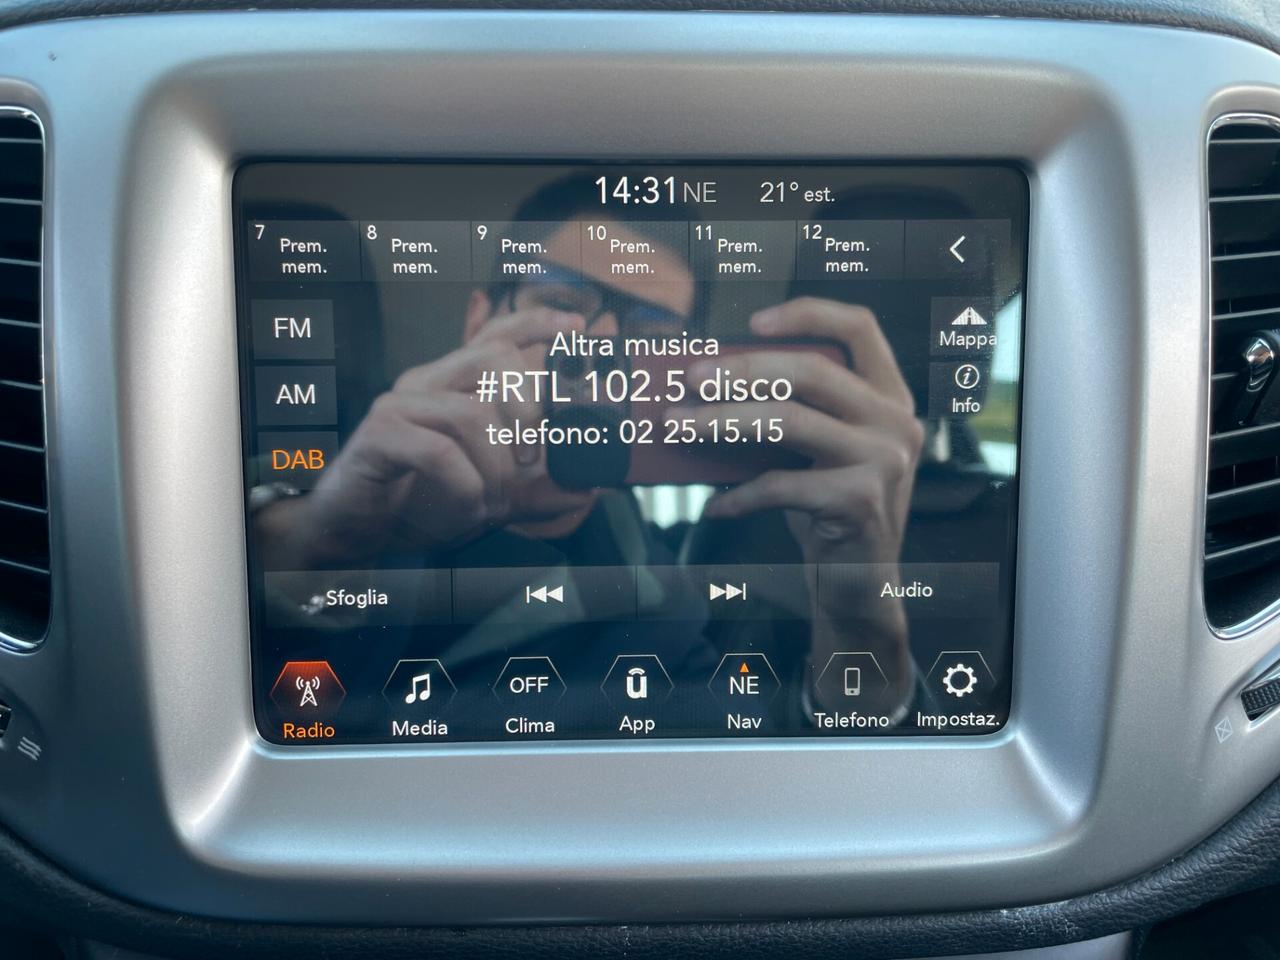 14:31 NE 21° est.
7 Prem. mem.
8 Prem. mem.
9 Prem. mem.
10 Prem. mem.
11 Prem. mem.
12 Prem. mem.
FM
AM
DAB
Altra musica
#RTL 102.5 disco
telefono: 02 25.15.15
Mappa
Info
Sfoglia
Audio
Radio
Media
OFF
Clima
ū
App
NE
Nav
Telefono
Impostaz.